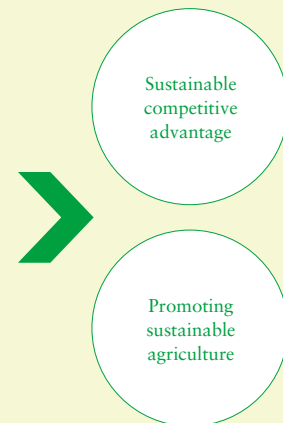 Sustainable
competitive
advantage
Promoting
sustainable
agriculture